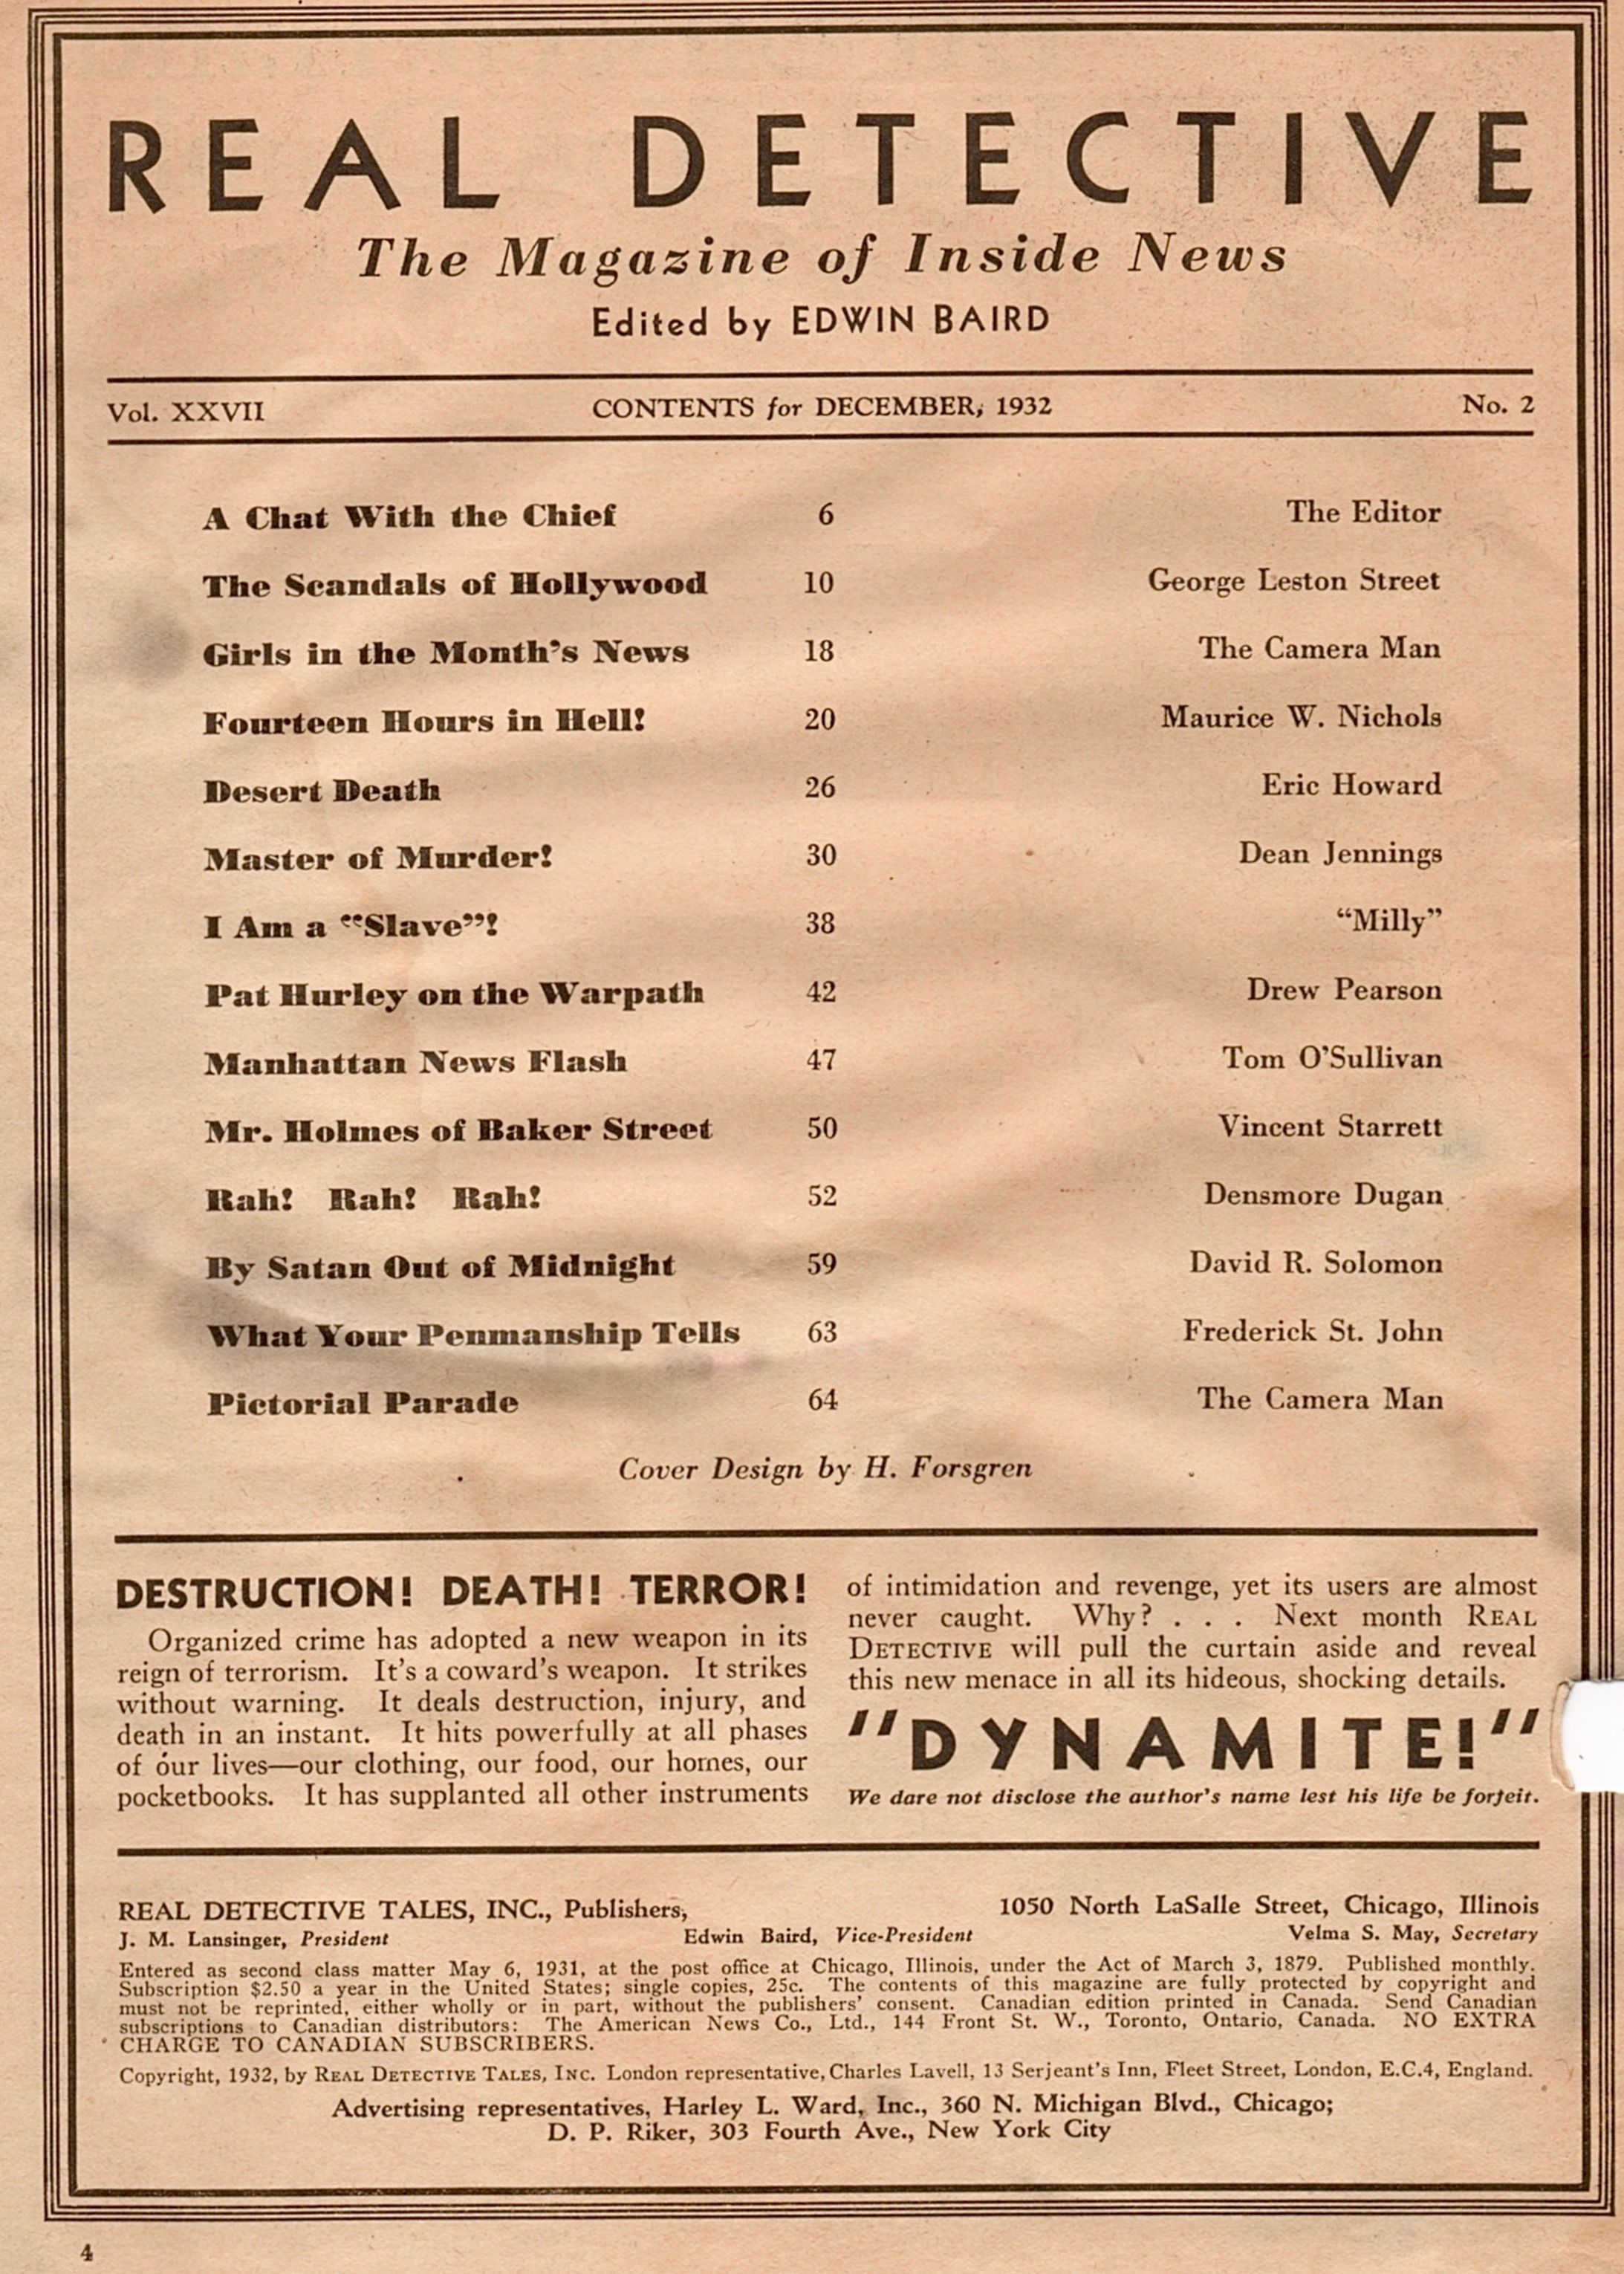 REAL DETECTIVE
The Magazine of Inside News
Edited by EDWIN BAIRD
Vol. XXVII CONTENTS for DECEMBER, 1932 No. 2
A Chat With the Chief 6 The Editor
The Scandals of Hollywood 10 George Leston Street
Girls in the Month's News 18 The Camera Man
Fourteen Hours in Hell! 20 Maurice W. Nichols
Desert Death 26 Eric Howard
Master of Murder! 30 Dean Jennings
I Am a “Slave”! 38 “Milly”
Pat Hurley on the Warpath 42 Drew Pearson
Manhattan News Flash 47 Tom O'Sullivan
Mr. Holmes of Baker Street 50 Vincent Starrett
Rah! Rah! Rah! 52 Densmore Dugan
By Satan Out of Midnight 59 David R. Solomon
What Your Penmanship Tells 63 Frederick St. John
Pictorial Parade 64 The Camera Man
Cover Design by H. Forsgren
DESTRUCTION! DEATH! TERROR!
Organized crime has adopted a new weapon in its
reign of terrorism. It's a coward's weapon. It strikes
without warning. It deals destruction, injury, and
death in an instant. It hits powerfully at all phases
of our lives—our clothing, our food, our homes, our
pocketbooks. It has supplanted all other instruments
of intimidation and revenge, yet its users are almost
never caught. Why? . . . Next month REAL
DETECTIVE will pull the curtain aside and reveal
this new menace in all its hideous, shocking details.
"DYNAMITE!"
We dare not disclose the author's name lest his life be forfeit.
REAL DETECTIVE TALES, INC., Publishers, 1050 North LaSalle Street, Chicago, Illinois
J. M. Lansinger, President Edwin Baird, Vice-President Velma S. May, Secretary
Entered as second class matter May 6, 1931, at the post office at Chicago, Illinois, under the Act of March 3, 1879. Published monthly.
Subscription $2.50 a year in the United States; single copies, 25c. The contents of this magazine are fully protected by copyright and
must not be reprinted, either wholly or in part, without the publishers' consent. Canadian edition printed in Canada. Send Canadian
subscriptions to Canadian distributors: The American News Co., Ltd., 144 Front St. W., Toronto, Ontario, Canada. NO EXTRA
CHARGE TO CANADIAN SUBSCRIBERS.
Copyright, 1932, by REAL DETECTIVE TALES, INC. London representative, Charles Lavell, 13 Serjeant's Inn, Fleet Street, London, E.C.4, England.
Advertising representatives, Harley L. Ward, Inc., 360 N. Michigan Blvd., Chicago;
D. P. Riker, 303 Fourth Ave., New York City
4